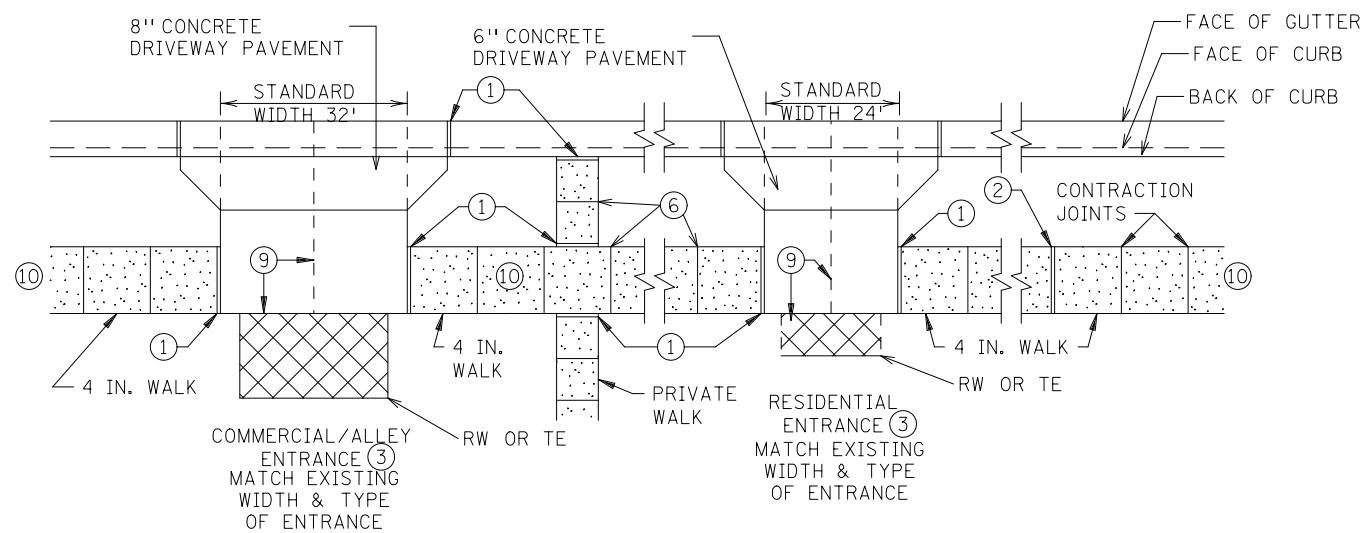 8" CONCRETE
DRIVEWAY PAVEMENT
6" CONCRETE
DRIVEWAY PAVEMENT
FACE OF GUTTER
FACE OF CURB
BACK OF CURB
STANDARD
WIDTH 32'
1
STANDARD
WIDTH 24'
1
6
1
2
CONTRACTION
JOINTS
10
9
10
9
10
1
4 IN. WALK
4 IN.
WALK
1
4 IN. WALK
PRIVATE
WALK
RW OR TE
RW OR TE
COMMERCIAL/ALLEY
ENTRANCE 3
MATCH EXISTING
WIDTH & TYPE
OF ENTRANCE
RESIDENTIAL
ENTRANCE 3
MATCH EXISTING
WIDTH & TYPE
OF ENTRANCE